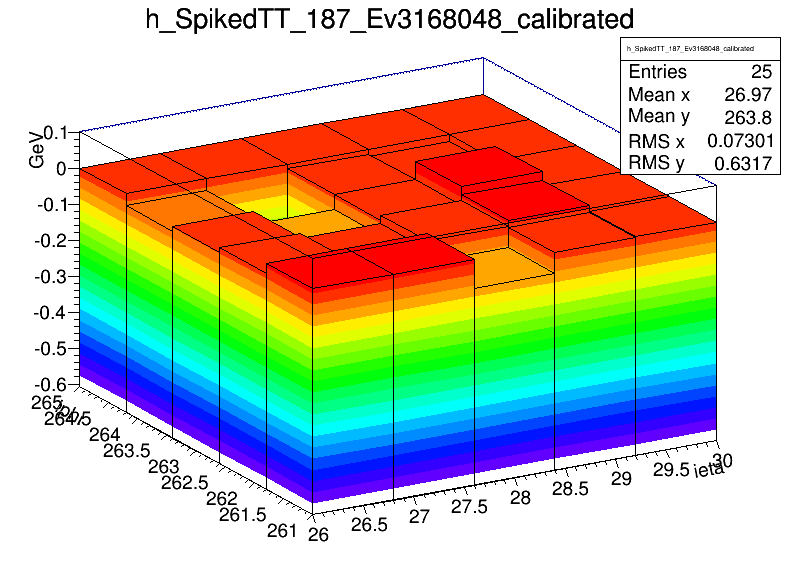 h_SpikedTT_187_Ev3168048_calibrated
h_SpikedTT_187_Ev3168048_calibrated
Entries 25
Mean x 26.97
Mean y 263.8
RMS x 0.07301
RMS y 0.6317
GeV
0.1
0
-0.1
-0.2
-0.3
-0.4
-0.5
-0.6
265
264.5
264
263.5
263
262.5
262
261.5
261
26
26.5
27
27.5
28
28.5
29
29.5
30
ieta